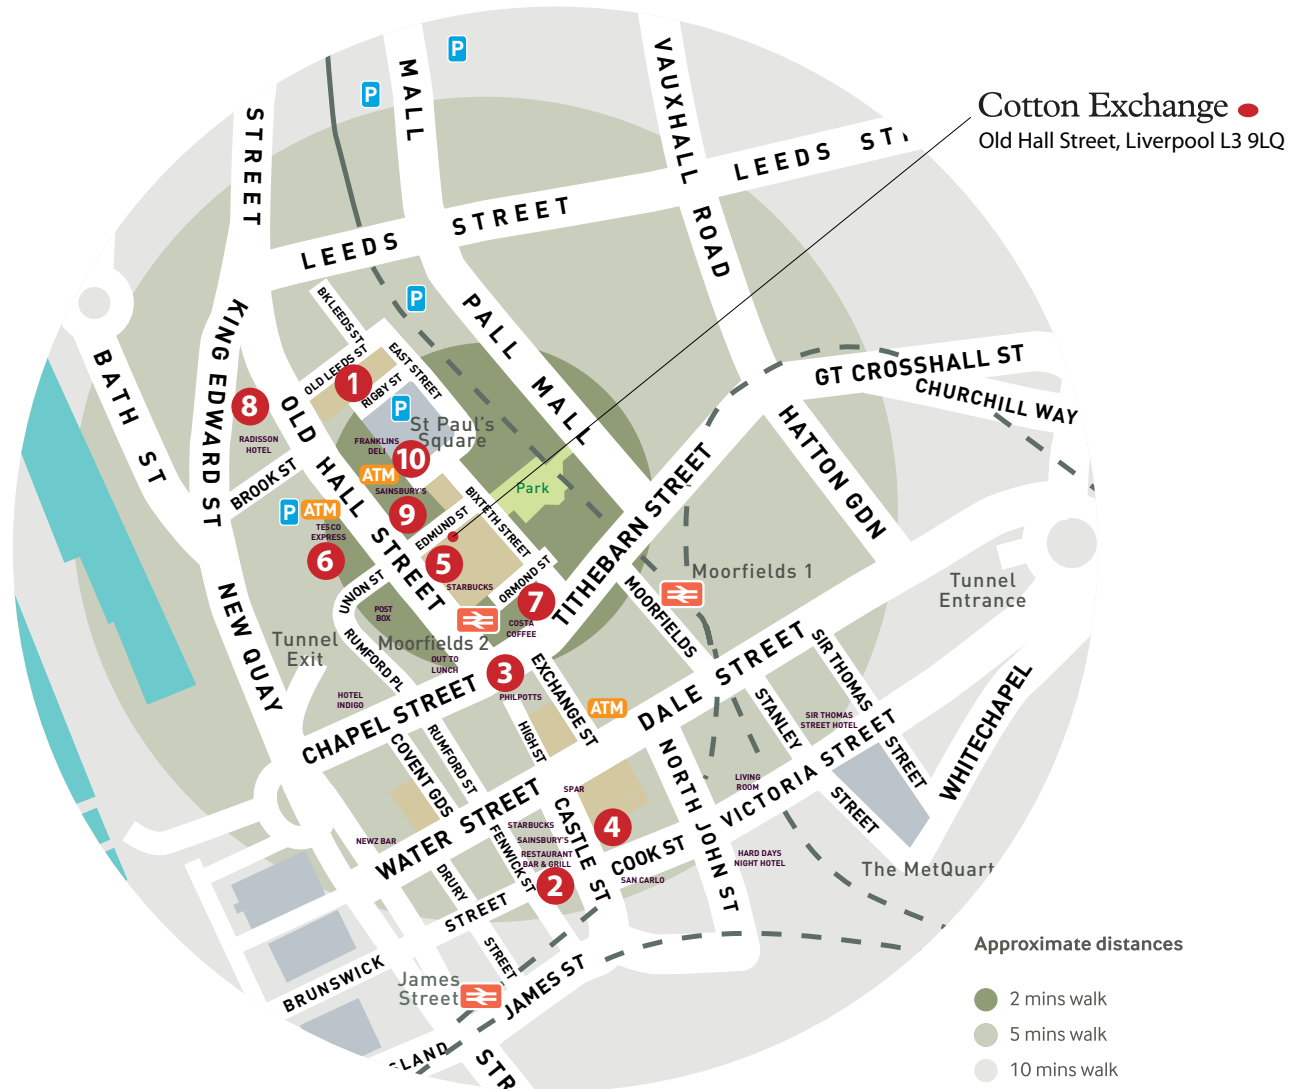 Cotton Exchange
Old Hall Street, Liverpool L3 9LQ
P
P
MALL
VAUXHALL ROAD
STREET
LEEDS STREET
LEEDS
P
BK LEEDS ST
PALL MALL
KING EDWARD ST
BATH ST
OLD LEEDS ST
EAST STREET
RIGBY ST
1
8
RADISSON
HOTEL
P
St Paul's
Square
FRANKLINS
DELI
10
ATM
SAINSBURY'S
9
OLD HALL STREET
BROOK ST
P
ATM
TESCO
EXPRESS
6
EDMUND ST
BIXTETH STREET
Park
5
STARBUCKS
ORMOND ST
7
COSTA
COFFEE
UNION ST
POST
BOX
GT CROSSHALL ST
CHURCHILL WAY
HATTON GDN
TITHEBARN STREET
Moorfields 1
MOORFIELDS
Tunnel
Entrance
NEW QUAY
Tunnel
Exit
RUMFORD PL
Moorfields 2
OUT TO
LUNCH
3
PHILPOTTS
HOTEL
INDIGO
CHAPEL STREET
EXCHANGE ST
ATM
DALE STREET
SIR THOMAS STREET
SIR THOMAS
STREET HOTEL
STANLEY STREET
WHITECHAPEL
HIGH ST
RUMFORD ST
COVENT GDS
NORTH JOHN ST
LIVING
ROOM
VICTORIA STREET
SPAR
4
CASTLE ST
WATER STREET
NEWZ BAR
STARBUCKS
SAINSBURY'S
RESTAURANT
BAR & GRILL
2
FENWICK ST
COOK ST
SAN CARLO
HARD DAYS
NIGHT HOTEL
The MetQuart
DRURY
STREET
BRUNSWICK
STREET
James
Street
JAMES ST
STR
Approximate distances
2 mins walk
5 mins walk
10 mins walk